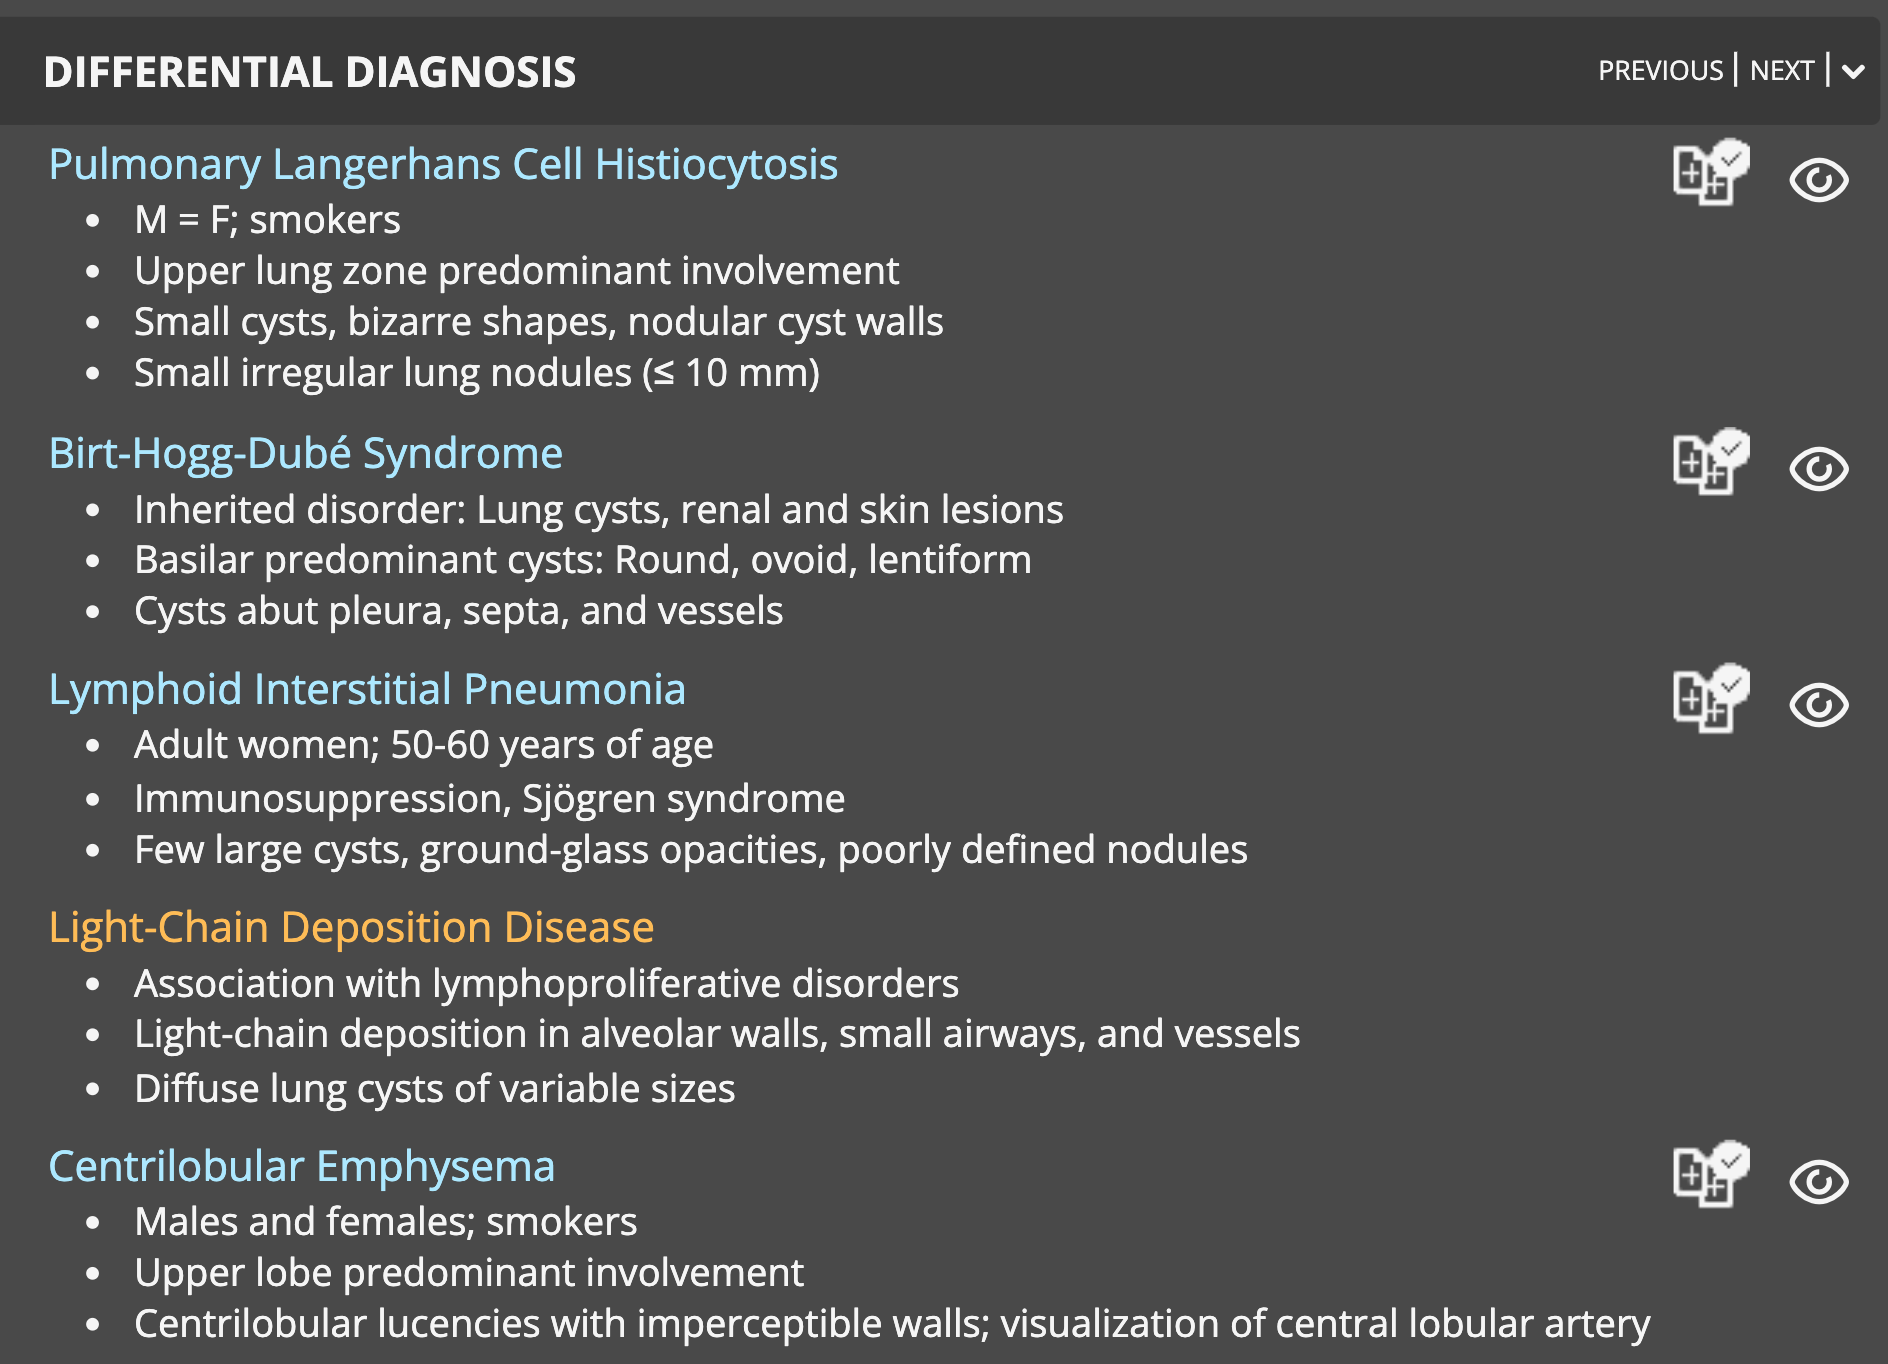 DIFFERENTIAL DIAGNOSIS
PREVIOUS | NEXT |
Pulmonary Langerhans Cell Histiocytosis
• M = F; smokers
• Upper lung zone predominant involvement
• Small cysts, bizarre shapes, nodular cyst walls
• Small irregular lung nodules (≤ 10 mm)
Birt-Hogg-Dubé Syndrome
• Inherited disorder: Lung cysts, renal and skin lesions
• Basilar predominant cysts: Round, ovoid, lentiform
• Cysts abut pleura, septa, and vessels
Lymphoid Interstitial Pneumonia
• Adult women; 50-60 years of age
• Immunosuppression, Sjögren syndrome
• Few large cysts, ground-glass opacities, poorly defined nodules
Light-Chain Deposition Disease
• Association with lymphoproliferative disorders
• Light-chain deposition in alveolar walls, small airways, and vessels
• Diffuse lung cysts of variable sizes
Centrilobular Emphysema
• Males and females; smokers
• Upper lobe predominant involvement
• Centrilobular lucencies with imperceptible walls; visualization of central lobular artery